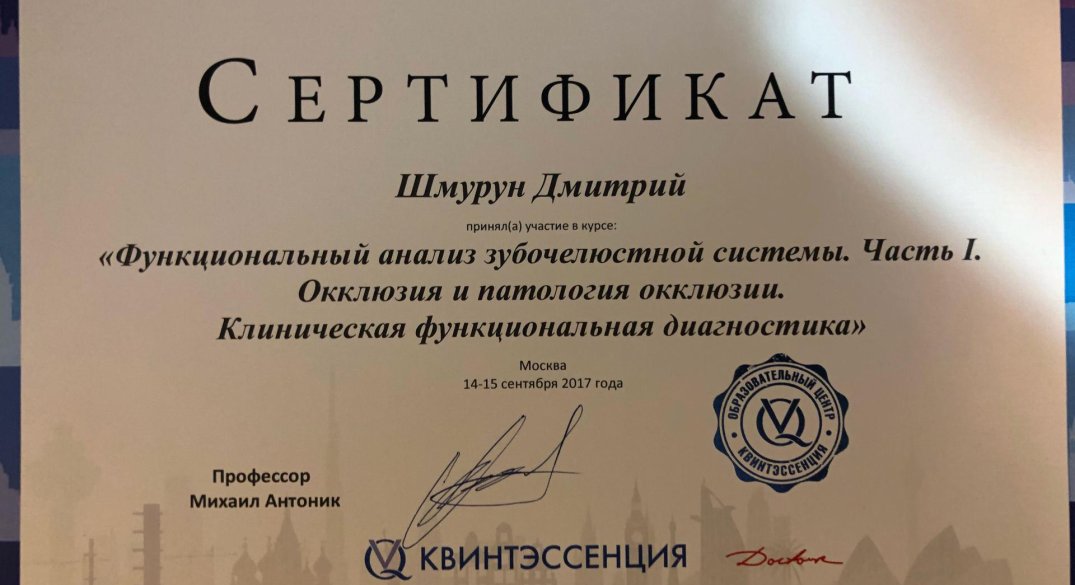 СЕРТИФИКАТ
Шмурун Дмитрий
принял(а) участие в курсе:
«Функциональный анализ зубочелюстной системы. Часть I.
Окклюзия и патология окклюзии.
Клиническая функциональная диагностика»
Москва
14-15 сентября 2017 года
ОБРАЗОВАТЕЛЬНЫЙ ЦЕНТР
КВИНТЭССЕНЦИЯ
Профессор
Михаил Антоник
КВИНТЭССЕНЦИЯ